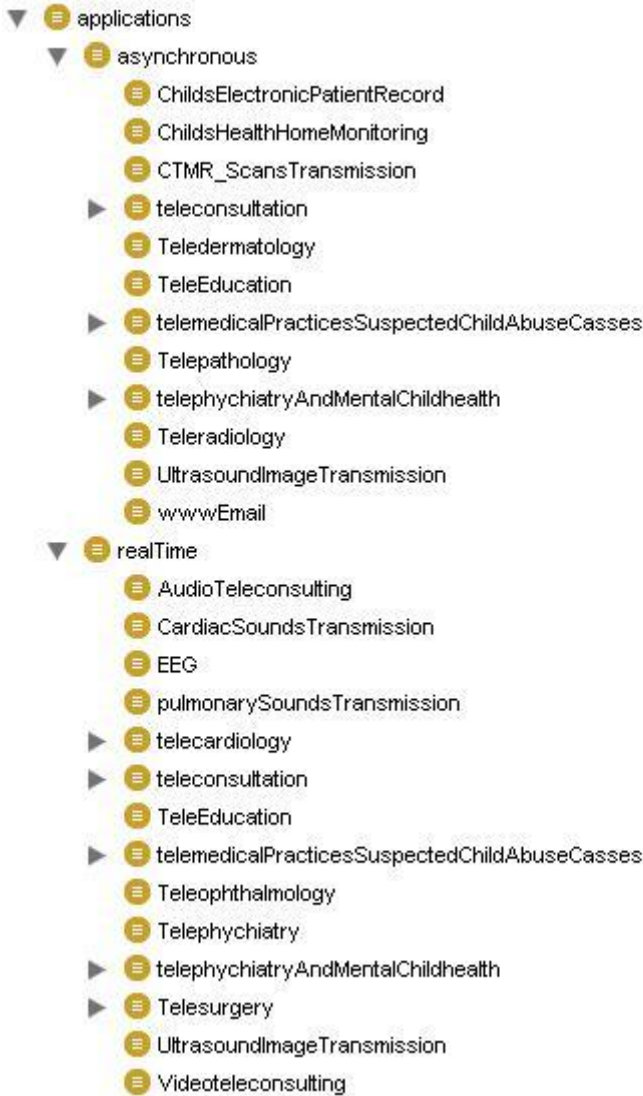 applications
asynchronous
ChildsElectronicPatientRecord
ChildsHealthHomeMonitoring
CTMR_ScansTransmission
teleconsultation
Teledermatology
TeleEducation
telemedicalPracticesSuspectedChildAbuseCasses
Telepathology
telephychiatryAndMentalChildhealth
Teleradiology
UltrasoundImageTransmission
wwwEmail
realTime
AudioTeleconsulting
CardiacSoundsTransmission
EEG
pulmonarySoundsTransmission
telecardiology
teleconsultation
TeleEducation
telemedicalPracticesSuspectedChildAbuseCasses
Teleophthalmology
Telephychiatry
telephychiatryAndMentalChildhealth
Telesurgery
UltrasoundImageTransmission
Videoteleconsulting